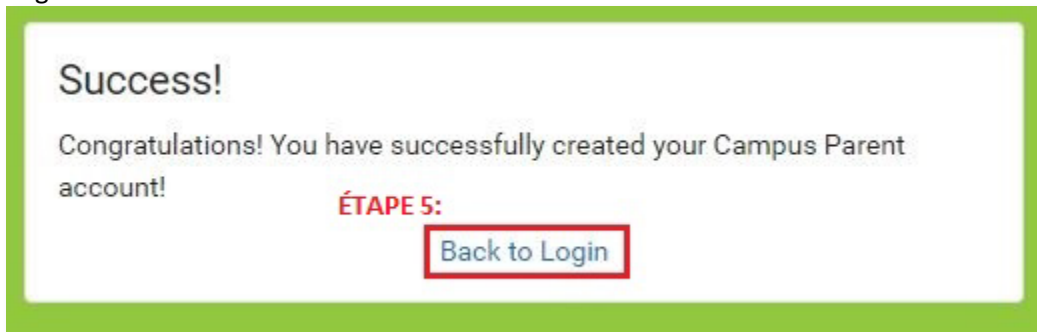 Success!
Congratulations! You have successfully created your Campus Parent
account!
ÉTAPE 5:
Back to Login